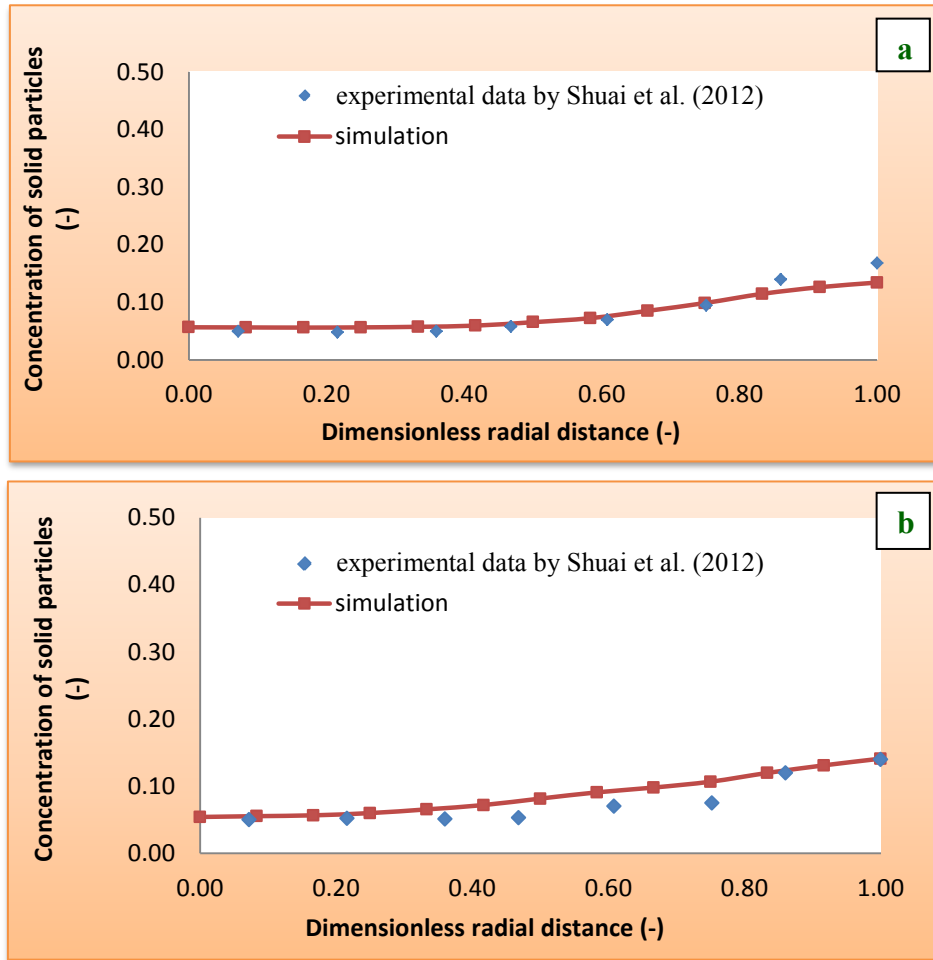 a
Concentration of solid particles
(-)
0.50
0.40
0.30
0.20
0.10
0.00
experimental data by Shuai et al. (2012)
simulation
0.00 0.20 0.40 0.60 0.80 1.00
Dimensionless radial distance (-)
b
Concentration of solid particles
(-)
0.50
0.40
0.30
0.20
0.10
0.00
experimental data by Shuai et al. (2012)
simulation
0.00 0.20 0.40 0.60 0.80 1.00
Dimensionless radial distance (-)